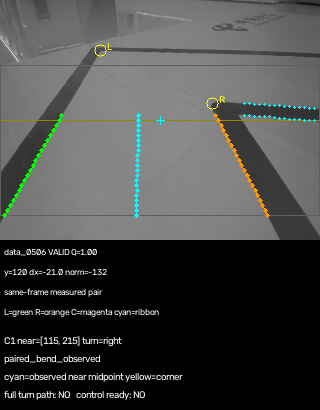 L
R
data_0506 VALID Q=1.00
y=120 dx=-21.0 norm=-132
same-frame measured pair
L=green R=orange C=magenta cyan=ribbon
C1 near=[115, 215] turn=right
paired_bend_observed
cyan=observed near midpoint yellow=corner
full turn path: NO control ready: NO